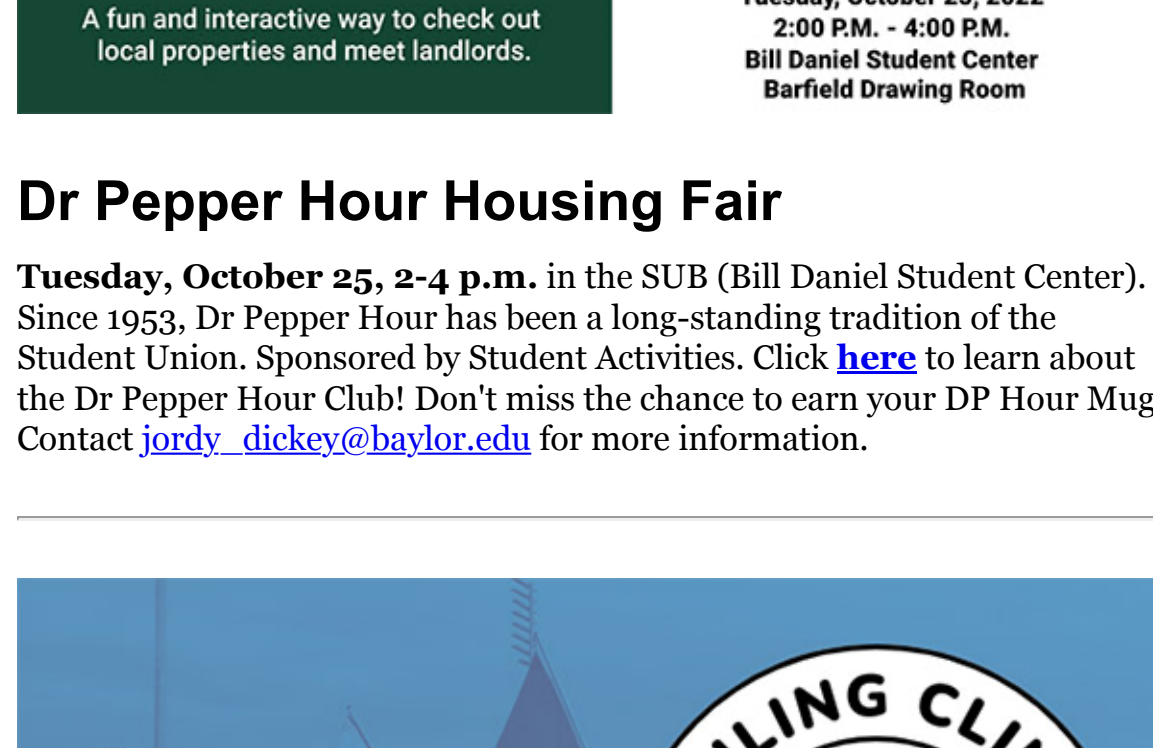 A fun and interactive way to check out
local properties and meet landlords.
Tuesday, October 25, 2022
2:00 P.M. - 4:00 P.M.
Bill Daniel Student Center
Barfield Drawing Room
Dr Pepper Hour Housing Fair
Tuesday, October 25, 2-4 p.m. in the SUB (Bill Daniel Student Center).
Since 1953, Dr Pepper Hour has been a long-standing tradition of the
Student Union. Sponsored by Student Activities. Click here to learn about
the Dr Pepper Hour Club! Don't miss the chance to earn your DP Hour Mug
Contact jordy_dickey@baylor.edu for more information.